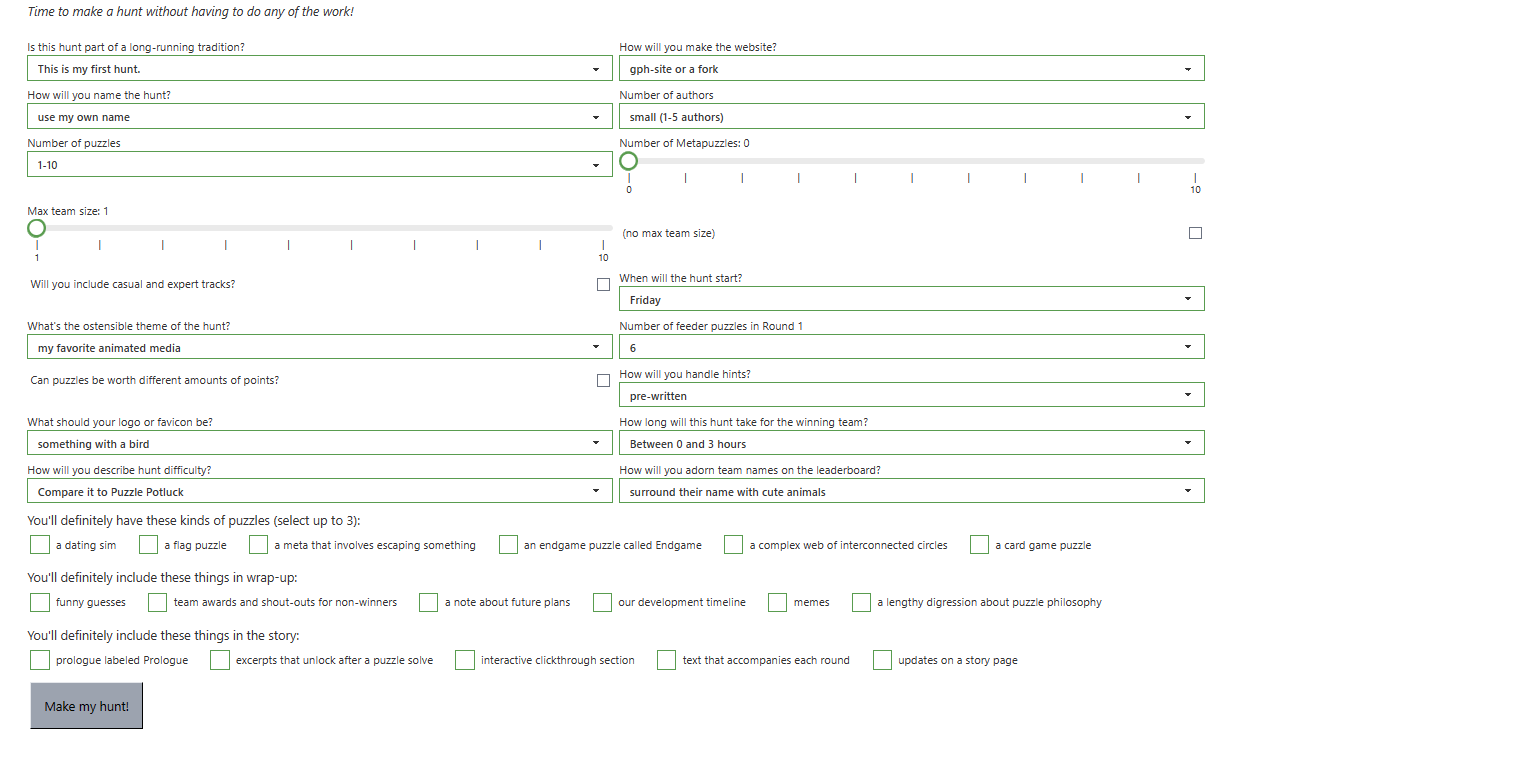 Time to make a hunt without having to do any of the work!
Is this hunt part of a long-running tradition?
How will you make the website?
This is my first hunt.
gph-site or a fork
How will you name the hunt?
Number of authors
use my own name
small (1-5 authors)
Number of puzzles
Number of Metapuzzles: 0
1-10
0
10
Max team size: 1
(no max team size)
1
10
Will you include casual and expert tracks?
When will the hunt start?
Friday
What's the ostensible theme of the hunt?
Number of feeder puzzles in Round 1
my favorite animated media
6
Can puzzles be worth different amounts of points?
How will you handle hints?
pre-written
What should your logo or favicon be?
How long will this hunt take for the winning team?
something with a bird
Between 0 and 3 hours
How will you describe hunt difficulty?
How will you adorn team names on the leaderboard?
Compare it to Puzzle Potluck
surround their name with cute animals
You'll definitely have these kinds of puzzles (select up to 3):
a dating sim
a flag puzzle
a meta that involves escaping something
an endgame puzzle called Endgame
a complex web of interconnected circles
a card game puzzle
You'll definitely include these things in wrap-up:
funny guesses
team awards and shout-outs for non-winners
a note about future plans
our development timeline
memes
a lengthy digression about puzzle philosophy
You'll definitely include these things in the story:
prologue labeled Prologue
excerpts that unlock after a puzzle solve
interactive clickthrough section
text that accompanies each round
updates on a story page
Make my hunt!